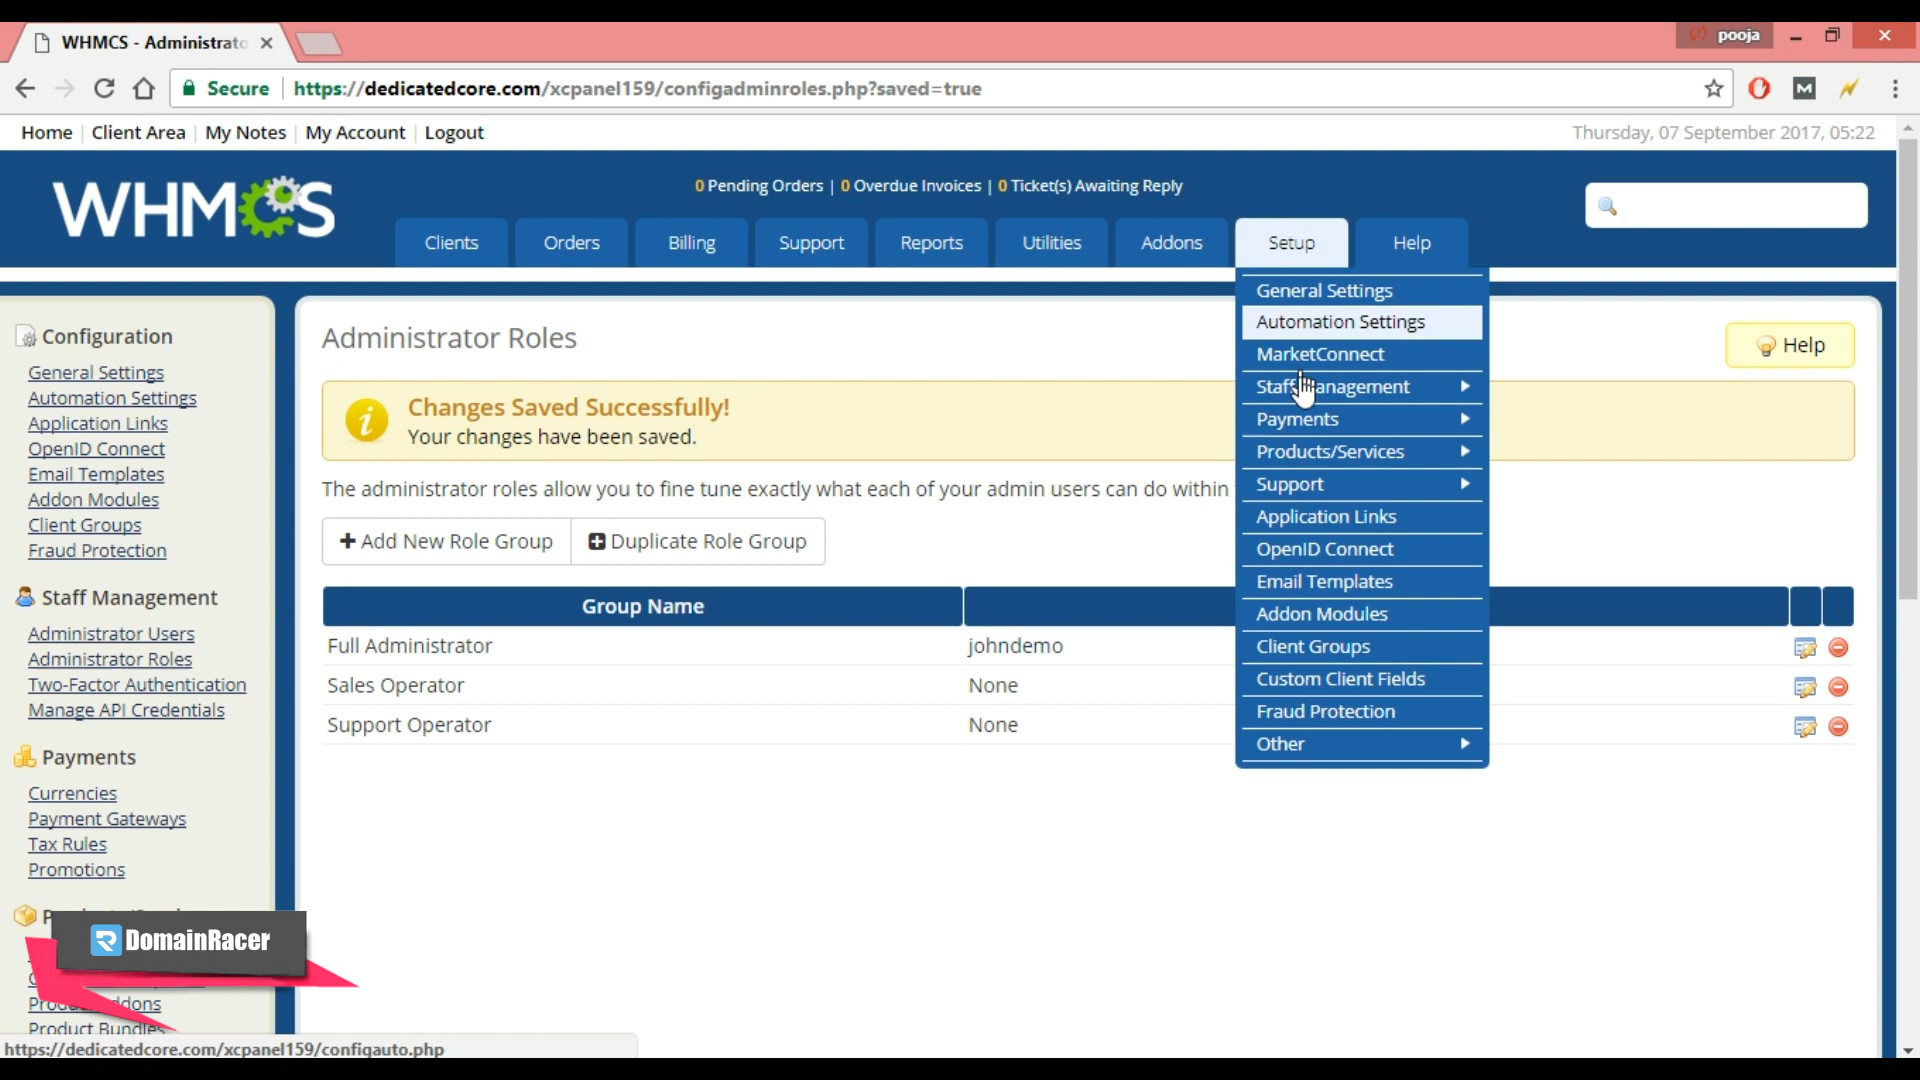 WHMCS - Administrato
pooja
Secure
https://dedicatedcore.com/xcpanel159/configadminroles.php?saved=true
Home
Client Area
My Notes
My Account
Logout
Thursday, 07 September 2017, 05:22
WHMCS
0 Pending Orders | 0 Overdue Invoices | 0 Ticket(s) Awaiting Reply
Clients
Orders
Billing
Support
Reports
Utilities
Addons
Setup
Help
General Settings
Automation Settings
MarketConnect
Staff Management
Payments
Products/Services
Support
Application Links
OpenID Connect
Email Templates
Addon Modules
Client Groups
Custom Client Fields
Fraud Protection
Other
Configuration
General Settings
Automation Settings
Application Links
OpenID Connect
Email Templates
Addon Modules
Client Groups
Fraud Protection
Staff Management
Administrator Users
Administrator Roles
Two-Factor Authentication
Manage API Credentials
Payments
Currencies
Payment Gateways
Tax Rules
Promotions
DomainRacer
Product Bundles
https://dedicatedcore.com/xcpanel159/configauto.php
Administrator Roles
Help
Changes Saved Successfully!
Your changes have been saved.
The administrator roles allow you to fine tune exactly what each of your admin users can do within
Add New Role Group
Duplicate Role Group
Group Name
Full Administrator
johndemo
Sales Operator
None
Support Operator
None